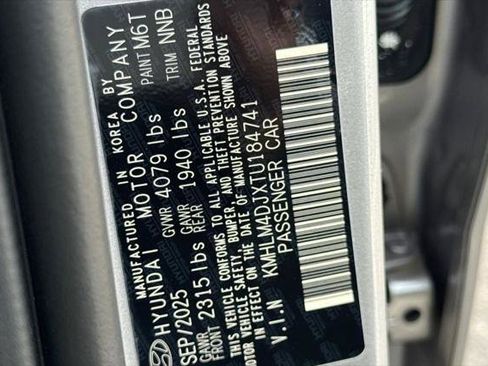 MANUFACTURED IN KOREA BY
HYUNDAI MOTOR COMPANY
SEP/2025 GVWR 4079 lbs PAINT M6T
GAWR FRONT 2315 lbs GAWR REAR 1940 lbs TRIM NNB
THIS VEHICLE CONFORMS TO ALL APPLICABLE U.S.A. FEDERAL
MOTOR VEHICLE SAFETY, BUMPER, AND THEFT PREVENTION STANDARDS
IN EFFECT ON THE DATE OF MANUFACTURE SHOWN ABOVE
V.I.N KMHLM4DJXTU184741
PASSENGER CAR